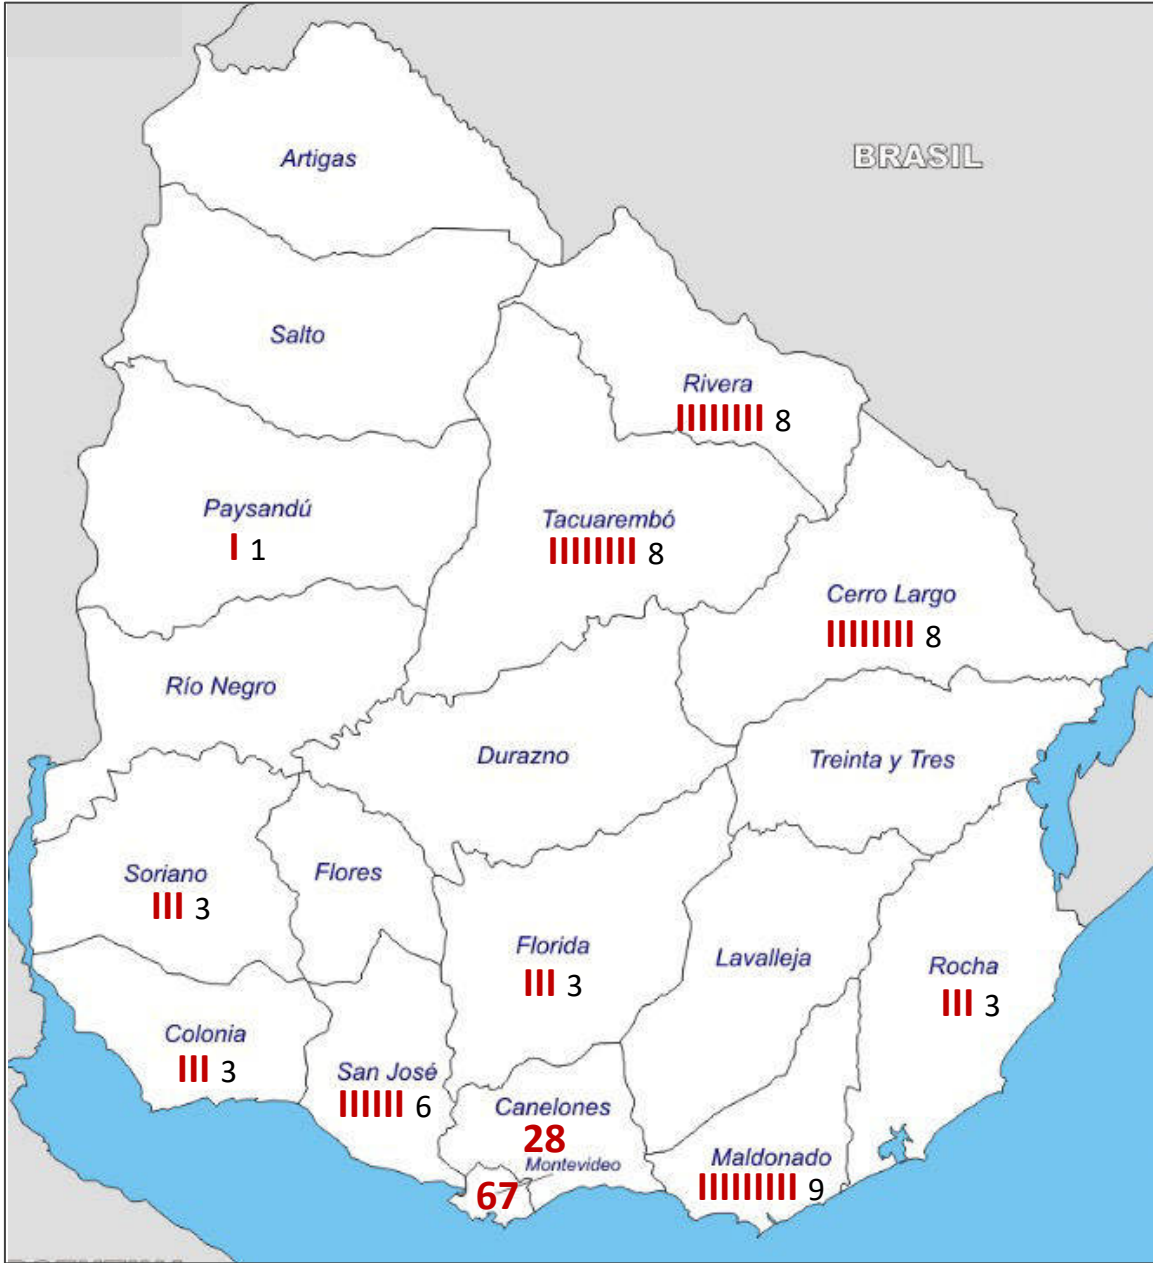 BRASIL
Artigas
Salto
Rivera
IIIIIIII 8
Paysandú
I 1
Tacuarembó
IIIIIIII 8
Cerro Largo
IIIIIIII 8
Río Negro
Durazno
Treinta y Tres
Soriano
III 3
Flores
Florida
III 3
Lavalleja
Rocha
III 3
Colonia
III 3
San José
IIIIII 6
Canelones
28
Montevideo
67
Maldonado
IIIIIIIII 9